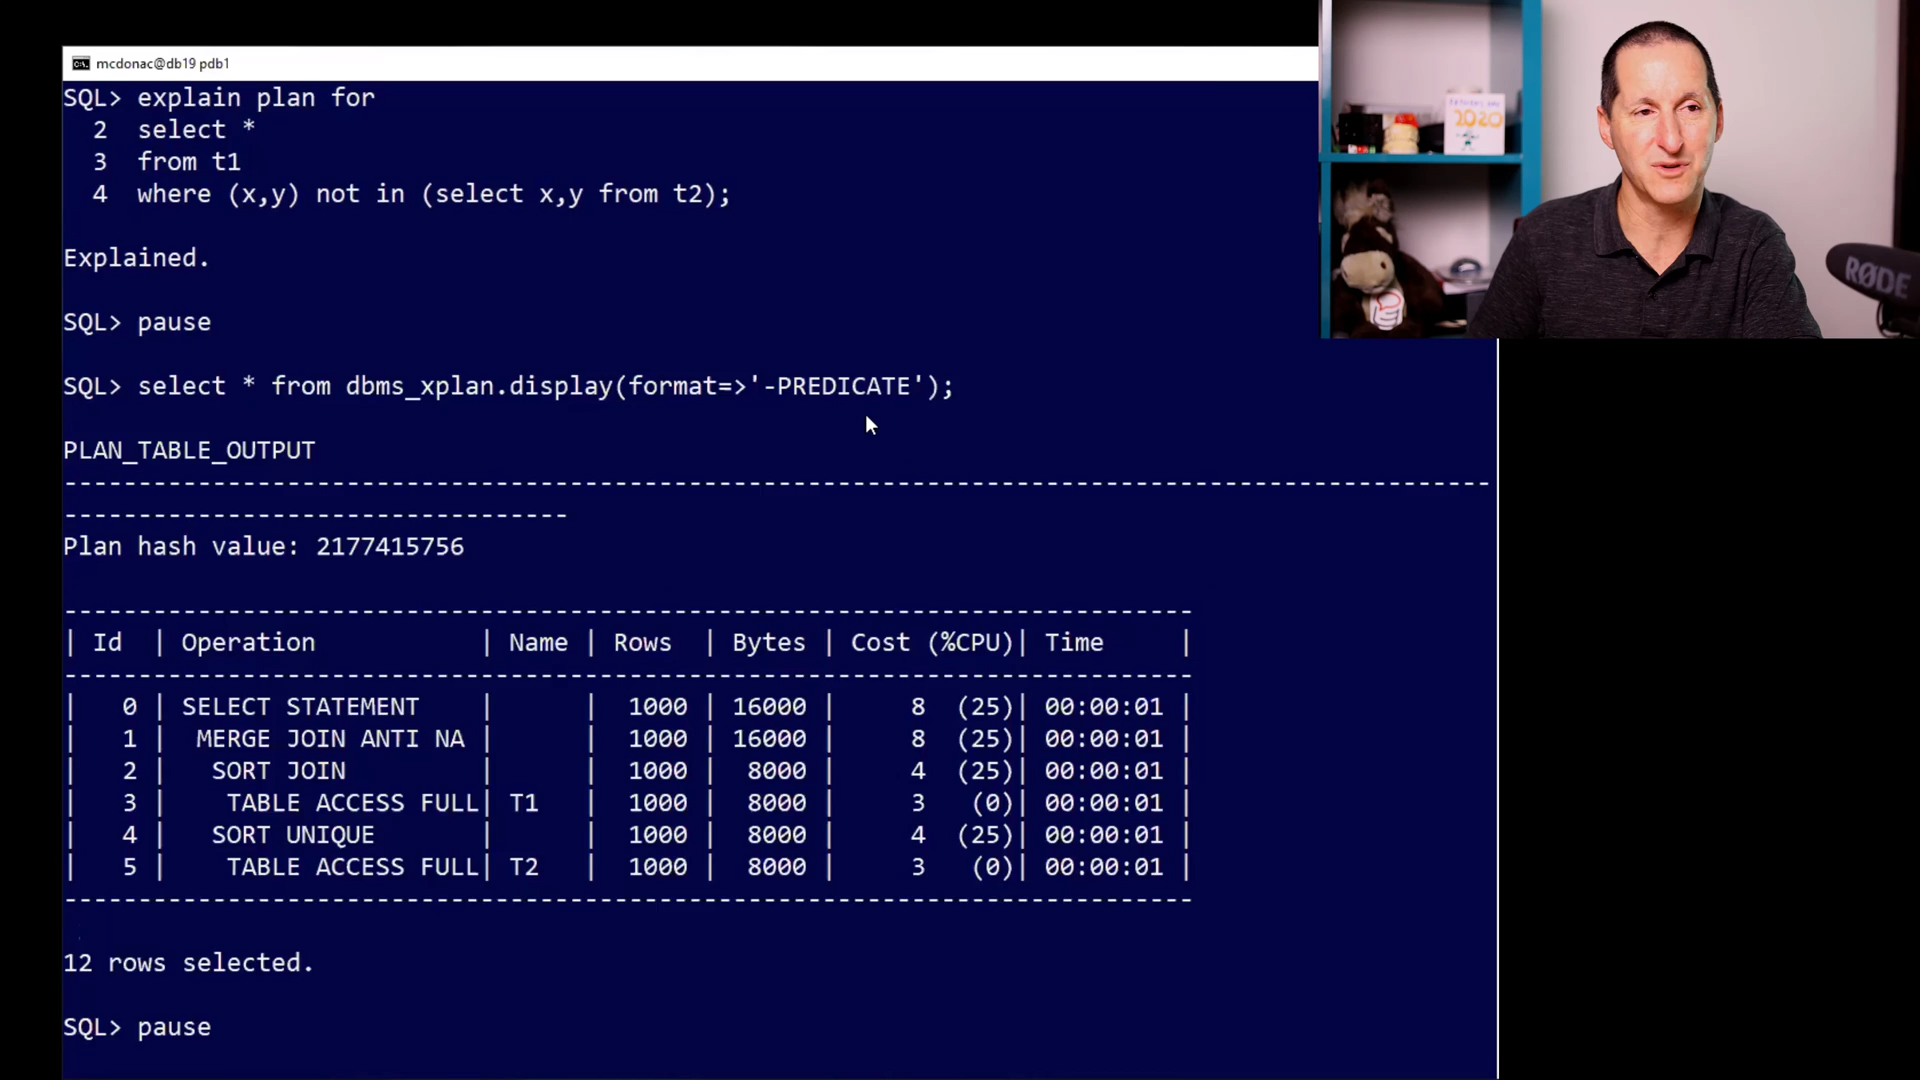 mcdonac@db19 pdb1
SQL> explain plan for
2 select *
3 from t1
4 where (x,y) not in (select x,y from t2);
Explained.
SQL> pause
SQL> select * from dbms_xplan.display(format=>'-PREDICATE');
PLAN_TABLE_OUTPUT
------------------------------------------------------------------------------------------------
----------------------------------
Plan hash value: 2177415756
----------------------------------------------------------------------------
| Id | Operation | Name | Rows | Bytes | Cost (%CPU)| Time |
----------------------------------------------------------------------------
| 0 | SELECT STATEMENT | | 1000 | 16000 | 8 (25)| 00:00:01 |
| 1 | MERGE JOIN ANTI NA | | 1000 | 16000 | 8 (25)| 00:00:01 |
| 2 | SORT JOIN | | 1000 | 8000 | 4 (25)| 00:00:01 |
| 3 | TABLE ACCESS FULL| T1 | 1000 | 8000 | 3 (0)| 00:00:01 |
| 4 | SORT UNIQUE | | 1000 | 8000 | 4 (25)| 00:00:01 |
| 5 | TABLE ACCESS FULL| T2 | 1000 | 8000 | 3 (0)| 00:00:01 |
----------------------------------------------------------------------------
12 rows selected.
SQL> pause
2020
RØDE